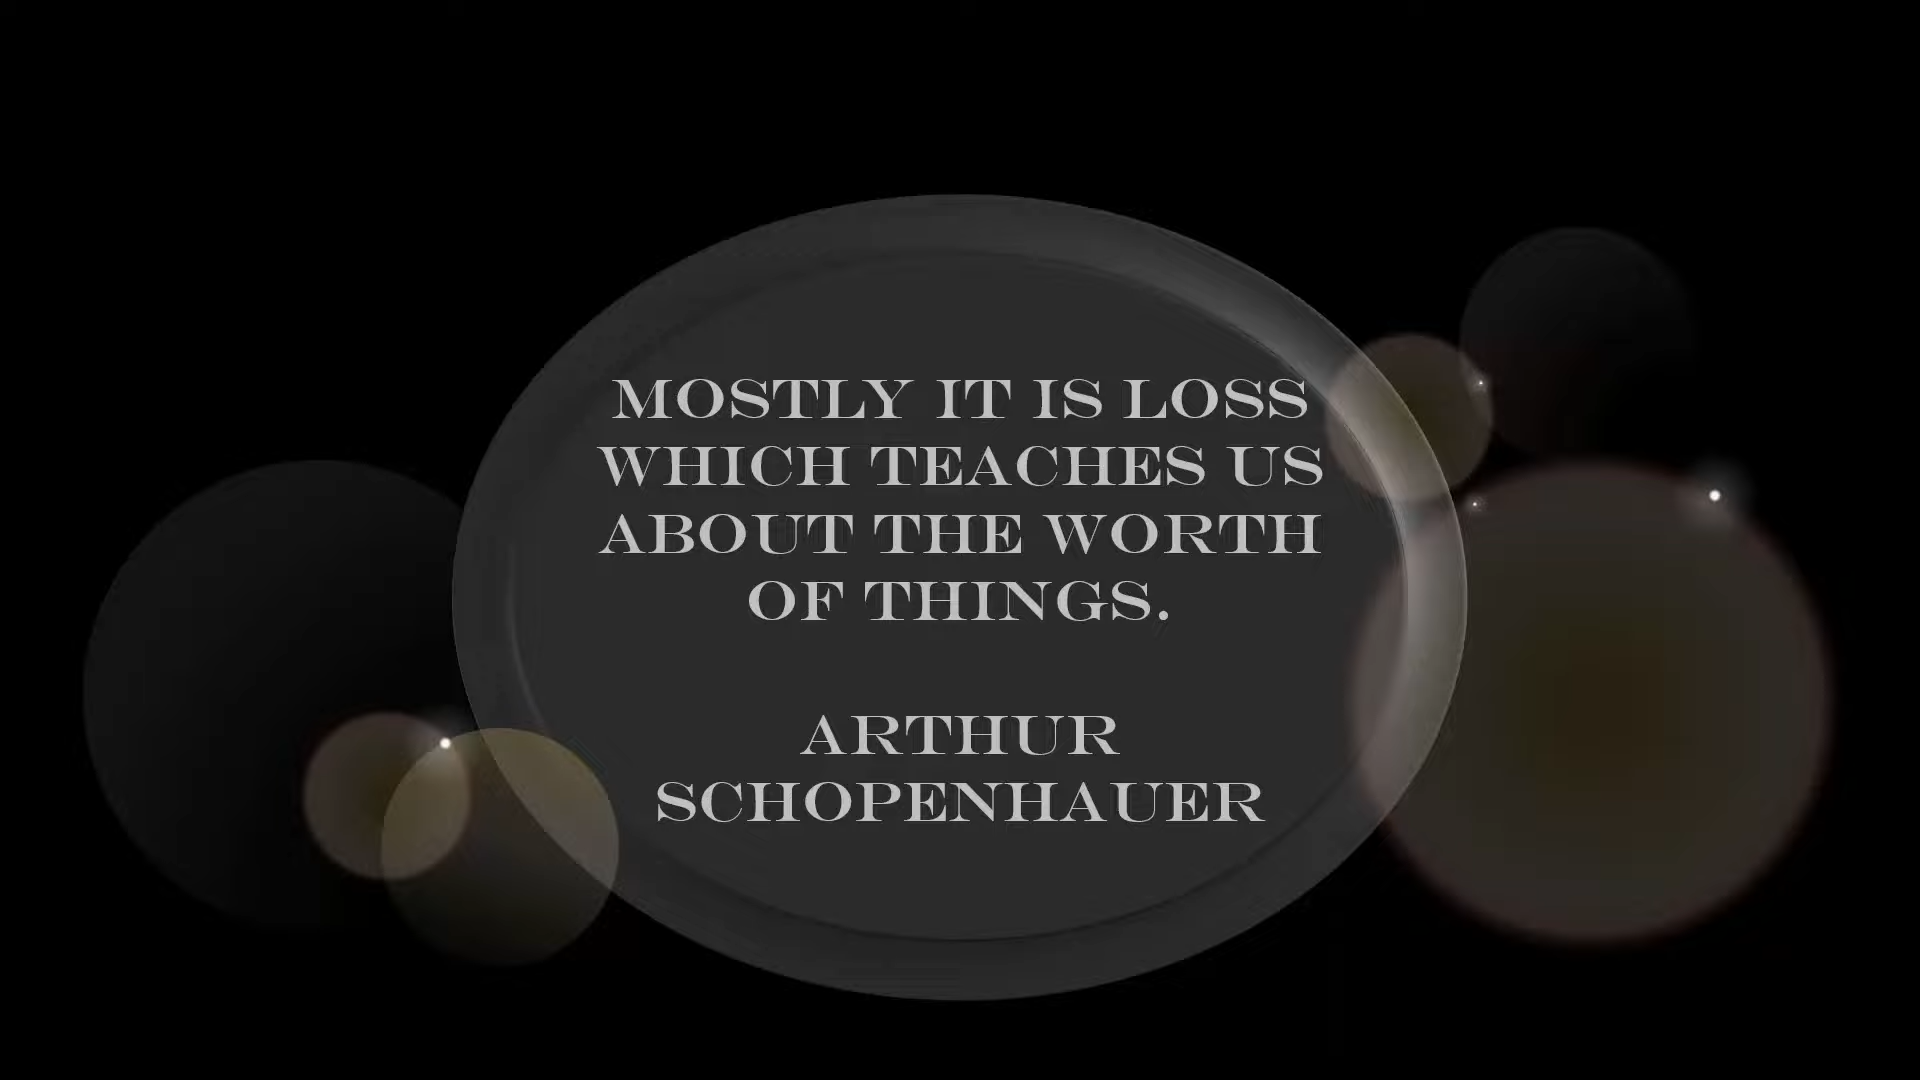 MOSTLY IT IS LOSS
WHICH TEACHES US
ABOUT THE WORTH
OF THINGS.
ARTHUR
SCHOPENHAUER